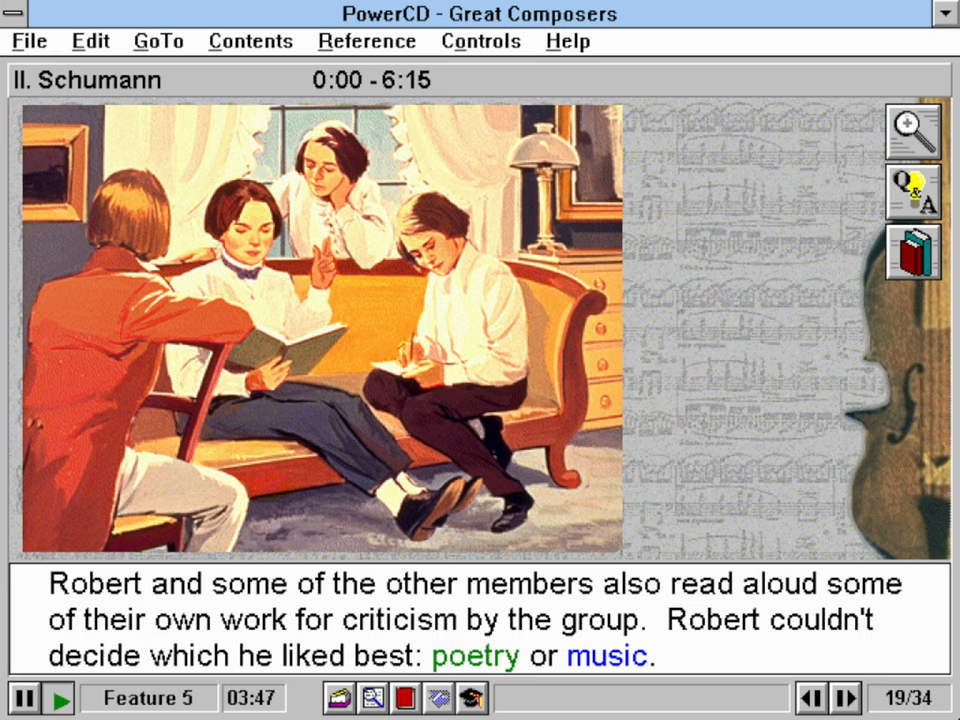 PowerCD - Great Composers
File Edit GoTo Contents Reference Controls Help
II. Schumann 0:00 - 6:15
Q & A
Robert and some of the other members also read aloud some
of their own work for criticism by the group. Robert couldn't
decide which he liked best: poetry or music.
Feature 5 03:47 19/34